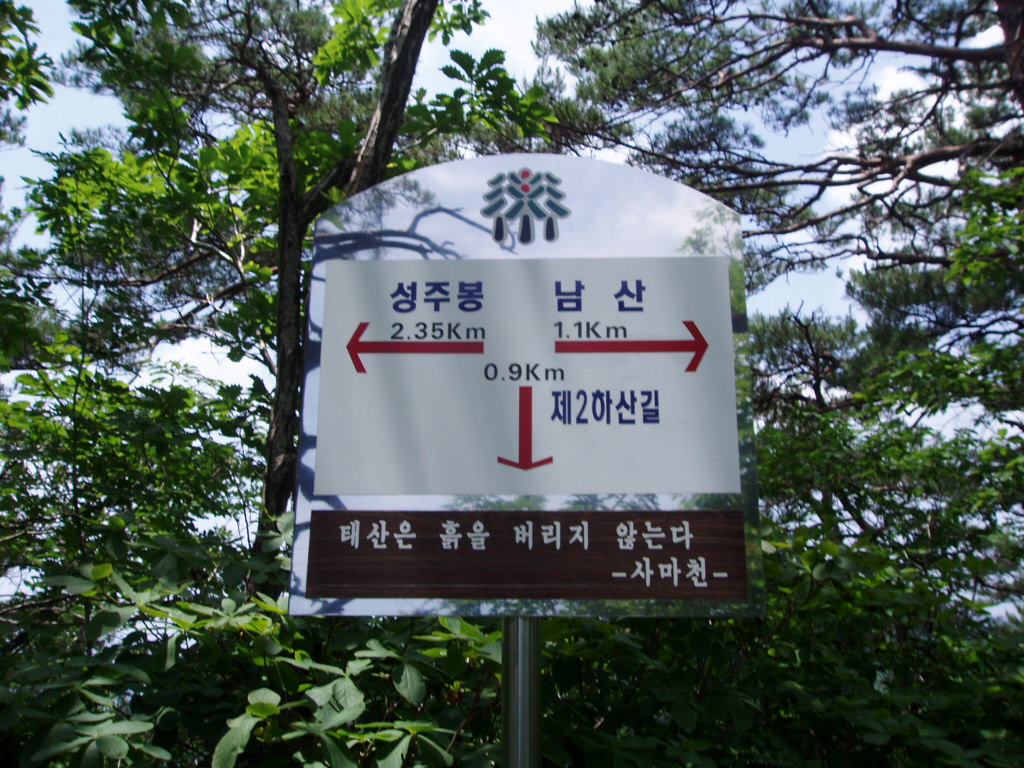 성주봉 남 산
2.35Km 1.1Km
0.9Km
제2하산길
태산은 흙을 버리지 않는다
-사마천-